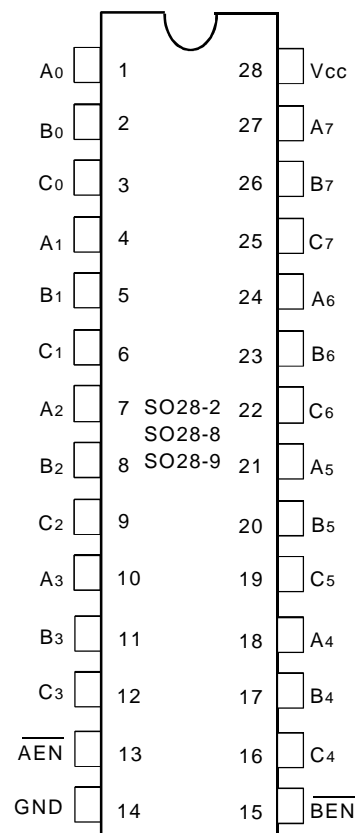 A0 1 28 Vcc
B0 2 27 A7
C0 3 26 B7
A1 4 25 C7
B1 5 24 A6
C1 6 23 B6
A2 7 SO28-2 22 C6
SO28-8
B2 8 SO28-9 21 A5
C2 9 20 B5
A3 10 19 C5
B3 11 18 A4
C3 12 17 B4
A̅E̅N̅ 13 16 C4
GND 14 15 B̅E̅N̅